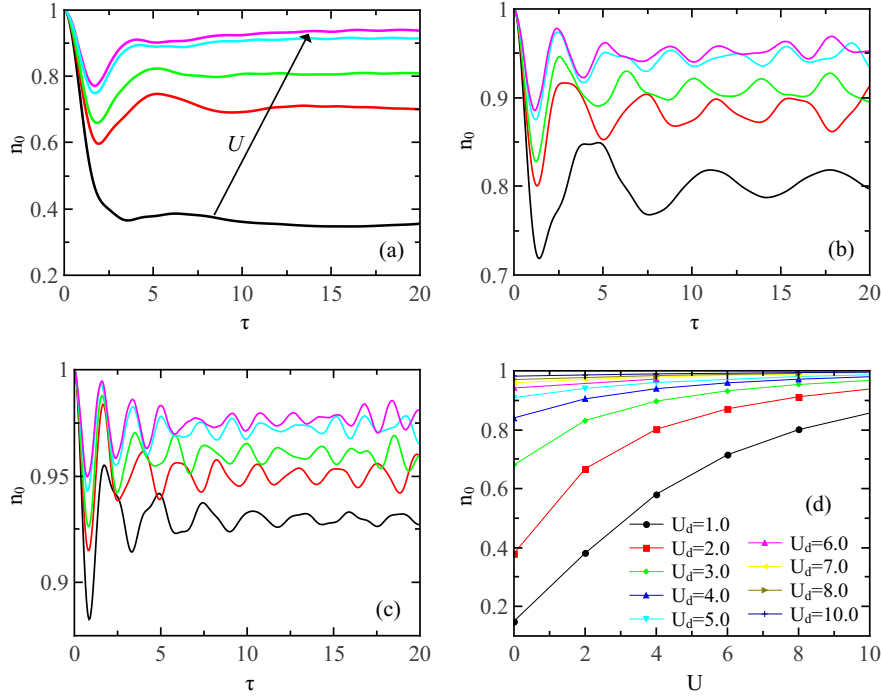 1
0.8
0.6
0.4
0.2
n0
0 5 10 15 20
τ
U
(a)
1
0.9
0.8
0.7
n0
0 5 10 15 20
τ
(b)
1
0.95
0.9
n0
0 5 10 15 20
τ
(c)
1
0.8
0.6
0.4
0.2
n0
0 2 4 6 8 10
U
(d)
Ud=1.0
Ud=2.0
Ud=3.0
Ud=4.0
Ud=5.0
Ud=6.0
Ud=7.0
Ud=8.0
Ud=10.0